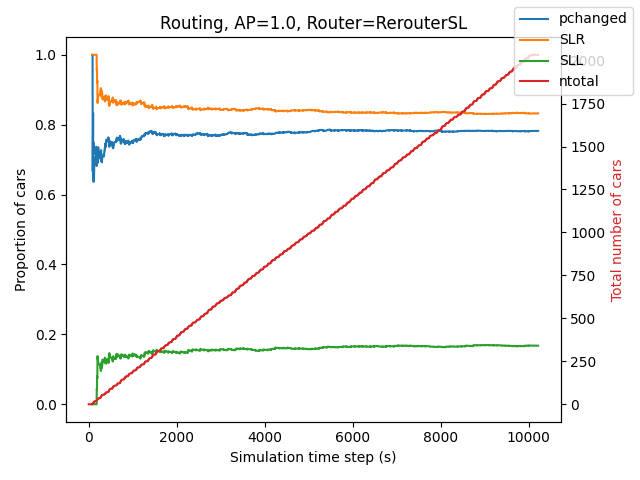 Routing, AP=1.0, Router=RerouterSL
pchanged
SLR
SLL
ntotal
1.0
0.8
0.6
0.4
0.2
0.0
Proportion of cars
2000
1750
1500
1250
1000
750
500
250
0
Total number of cars
0
2000
4000
6000
8000
10000
Simulation time step (s)